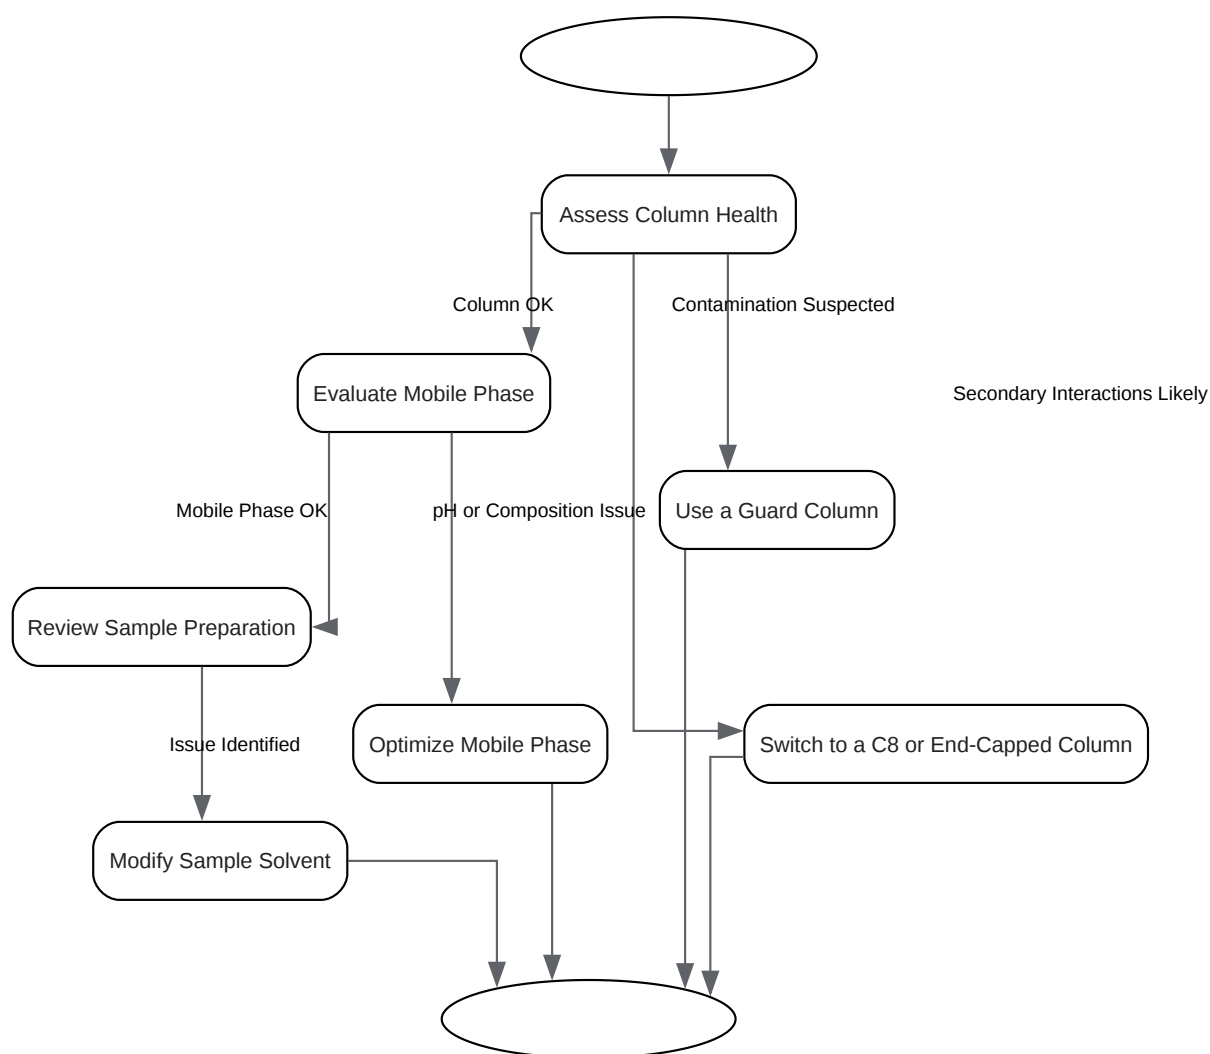 Assess Column Health
Column OK
Contamination Suspected
Evaluate Mobile Phase
Secondary Interactions Likely
Mobile Phase OK
pH or Composition Issue
Use a Guard Column
Review Sample Preparation
Issue Identified
Optimize Mobile Phase
Switch to a C8 or End-Capped Column
Modify Sample Solvent